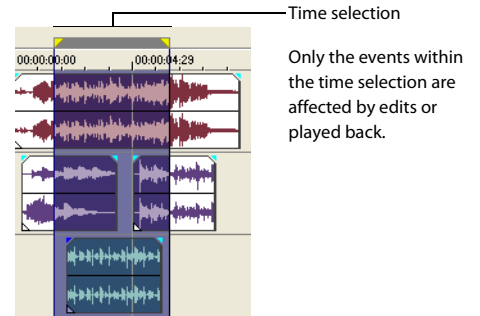 Time selection
00:00:00:00 00:00:04:29
Only the events within
the time selection are
affected by edits or
played back.